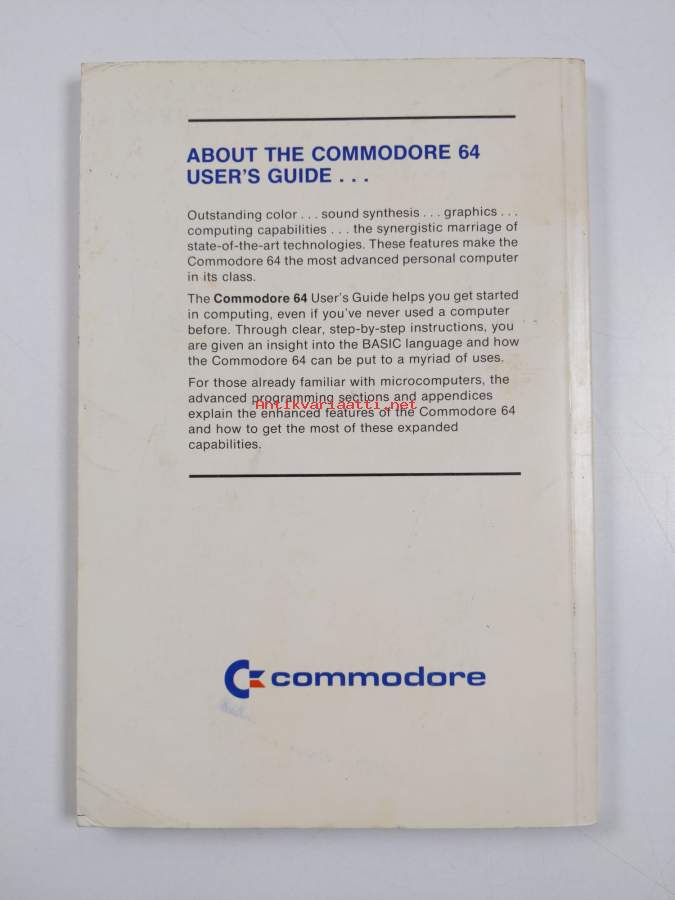 ABOUT THE COMMODORE 64
USER'S GUIDE . . .
Outstanding color . . . sound synthesis . . . graphics . . .
computing capabilities . . . the synergistic marriage of
state-of-the-art technologies. These features make the
Commodore 64 the most advanced personal computer
in its class.
The Commodore 64 User's Guide helps you get started
in computing, even if you've never used a computer
before. Through clear, step-by-step instructions, you
are given an insight into the BASIC language and how
the Commodore 64 can be put to a myriad of uses.
For those already familiar with microcomputers, the
advanced programming sections and appendices
Antikvariaatti.net
explain the enhanced features of the Commodore 64
and how to get the most of these expanded
capabilities.
commodore